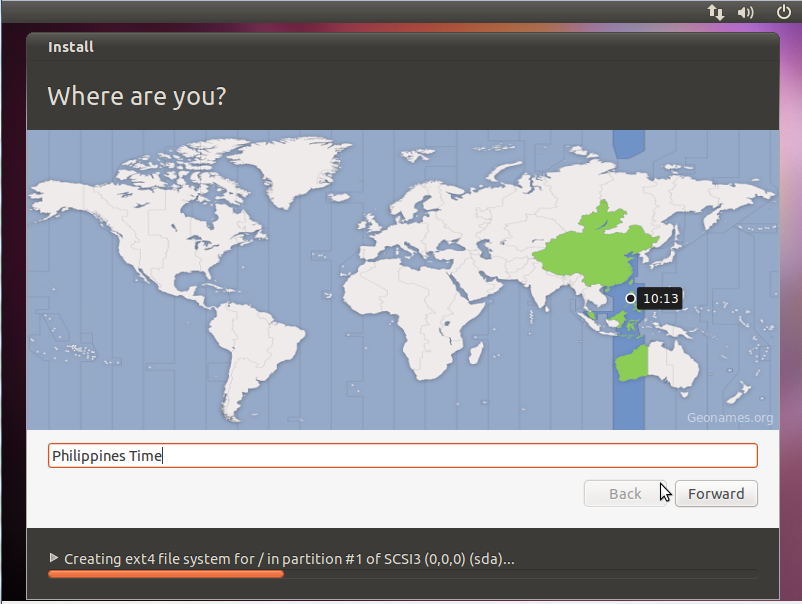 Install
Where are you?
10:13
Geonames.org
Philippines Time
Back
Forward
Creating ext4 file system for / in partition #1 of SCSI3 (0,0,0) (sda)...